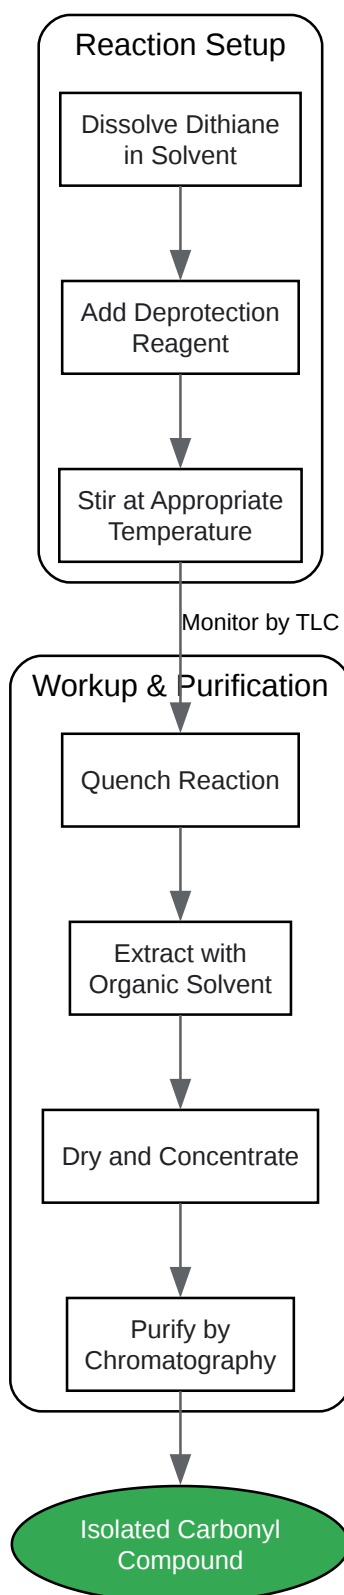 Reaction Setup
Dissolve Dithiane
in Solvent
Add Deprotection
Reagent
Stir at Appropriate
Temperature
Monitor by TLC
Workup & Purification
Quench Reaction
Extract with
Organic Solvent
Dry and Concentrate
Purify by
Chromatography
Isolated Carbonyl
Compound